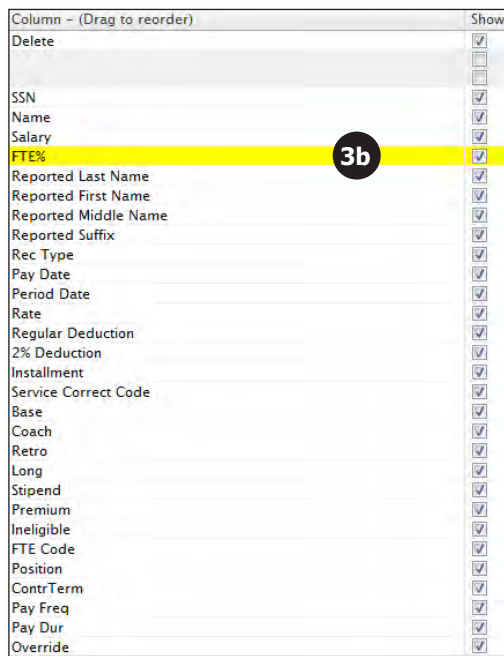 Column - (Drag to reorder) Show
Delete
SSN
Name
Salary
FTE% 3b
Reported Last Name
Reported First Name
Reported Middle Name
Reported Suffix
Rec Type
Pay Date
Period Date
Rate
Regular Deduction
2% Deduction
Installment
Service Correct Code
Base
Coach
Retro
Long
Stipend
Premium
Ineligible
FTE Code
Position
ContrTerm
Pay Freq
Pay Dur
Override